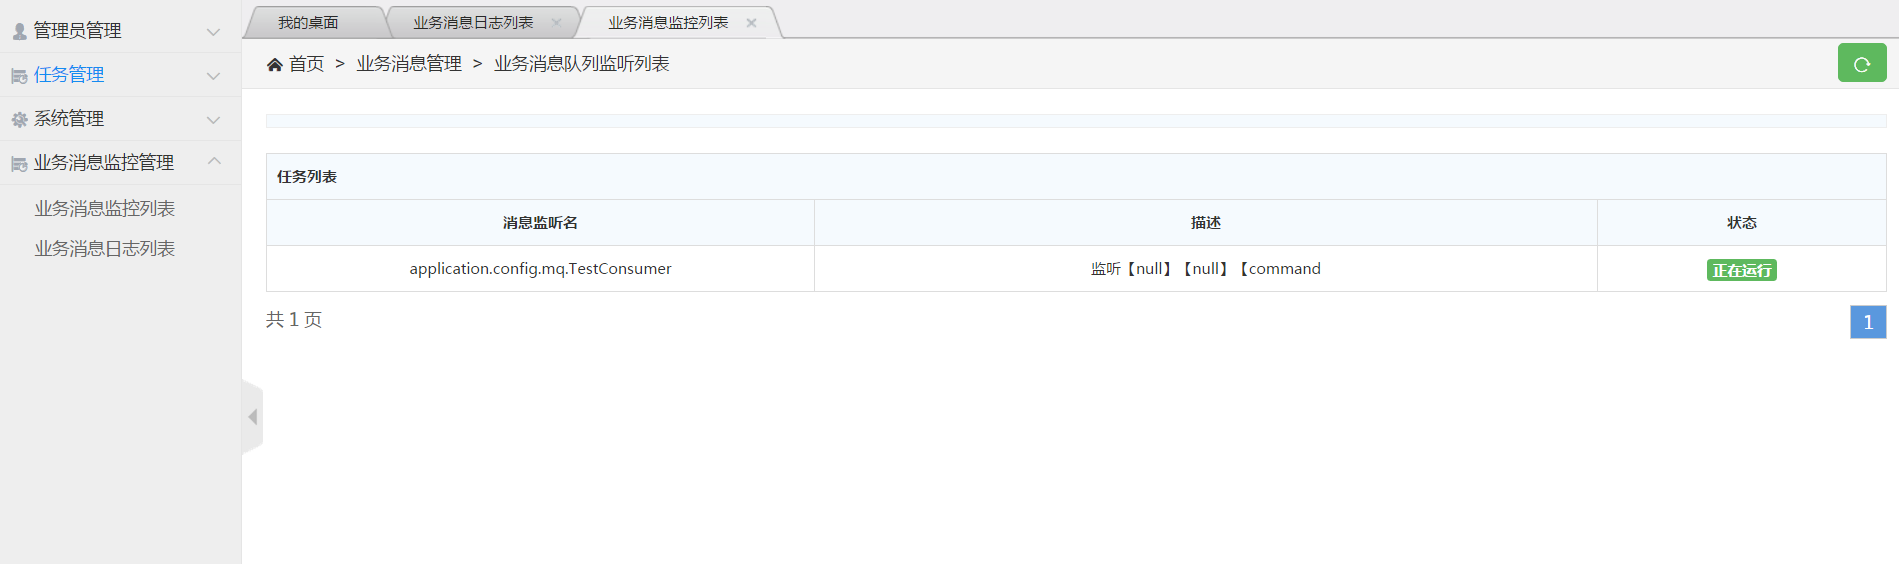 管理员管理
任务管理
系统管理
业务消息监控管理
业务消息监控列表
业务消息日志列表
我的桌面 业务消息日志列表 业务消息监控列表
首页 > 业务消息管理 > 业务消息队列监听列表
任务列表
消息监听名 描述 状态
application.config.mq.TestConsumer 监听【null】【null】【command 正在运行
共 1 页 1